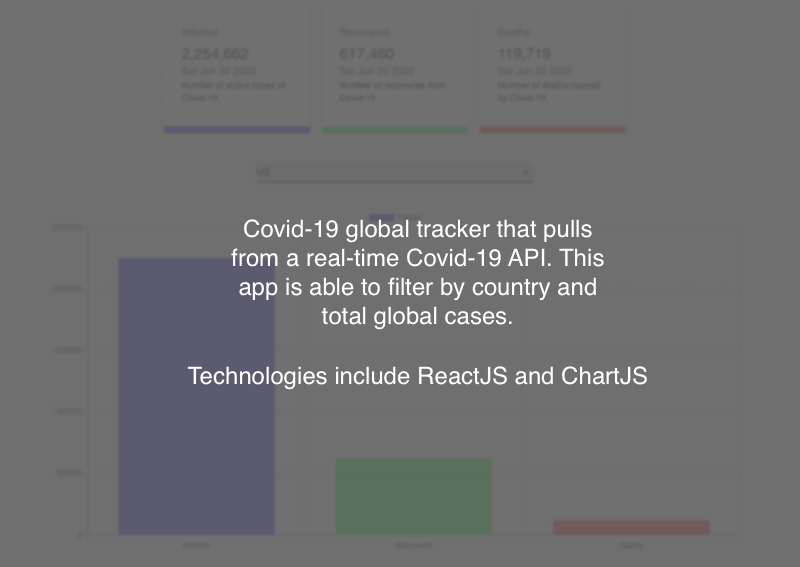 Infected
Recovered
Deaths
2,254,662
617,460
119,719
Sat Jun 20 2020
Sat Jun 20 2020
Sat Jun 20 2020
Number of active cases of
Covid-19
Number of recoveries from
Covid-19
Number of deaths caused
by Covid-19
US
Covid-19 global tracker that pulls
from a real-time Covid-19 API. This
app is able to filter by country and
total global cases.
Technologies include ReactJS and ChartJS
Infected
Recovered
Deaths